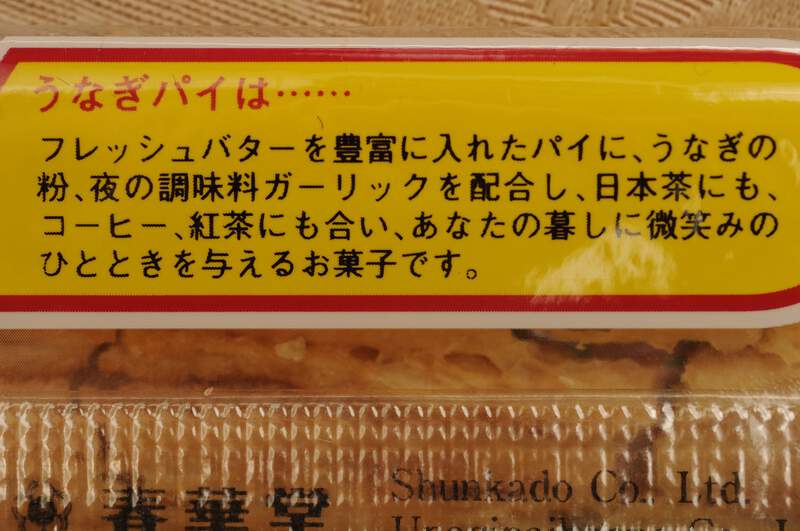 うなぎパイは……
フレッシュバターを豊富に入れたパイに、うなぎの
粉、夜の調味料ガーリックを配合し、日本茶にも、
コーヒー、紅茶にも合い、あなたの暮しに微笑みの
ひとときを与えるお菓子です。
春華堂
Shunkado Co., Ltd.